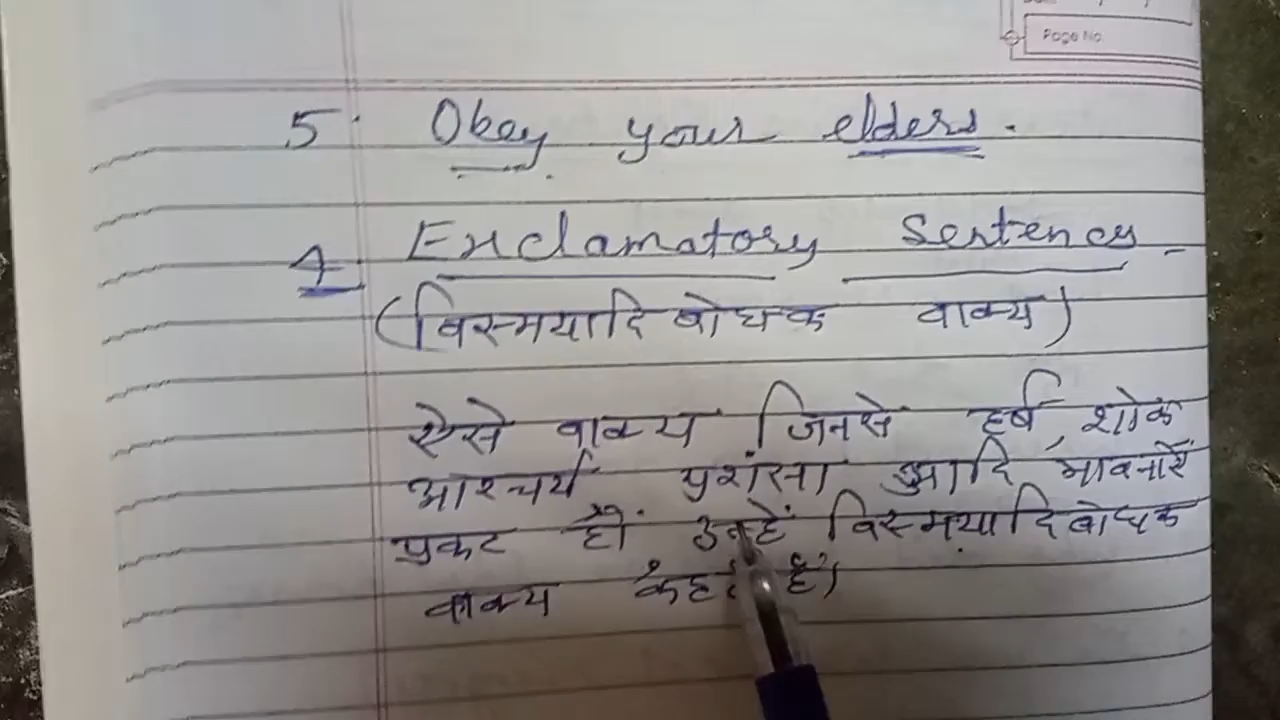 Page No.
5. Obey your elders.
4 Exclamatory Sentence -
(विस्मयादिबोधक वाक्य)
ऐसे वाक्य जिनसे हर्ष, शोक
आश्चर्य प्रशंसा आदि भावनाऐं
प्रकट हों उन्हें विस्मयादिबोधक
वाक्य कहते है।